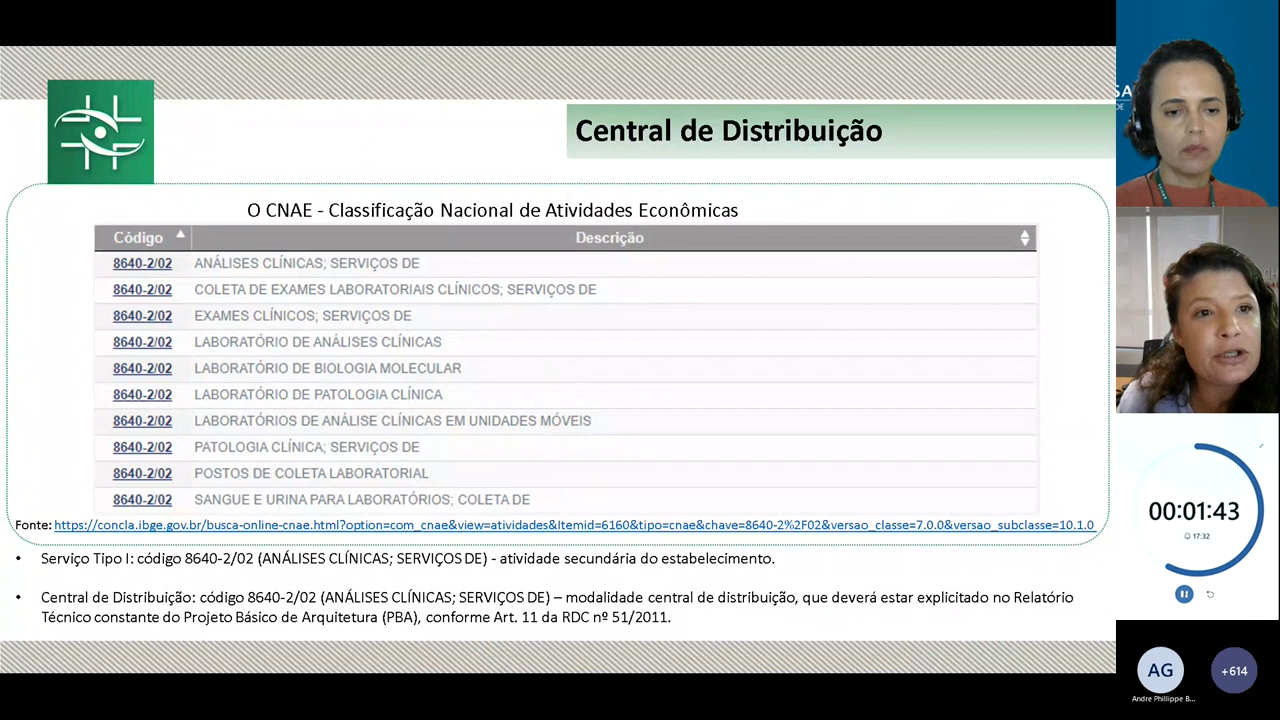 Central de Distribuição
O CNAE - Classificação Nacional de Atividades Econômicas
Código Descrição
8640-2/02 ANÁLISES CLÍNICAS; SERVIÇOS DE
8640-2/02 COLETA DE EXAMES LABORATORIAIS CLÍNICOS; SERVIÇOS DE
8640-2/02 EXAMES CLÍNICOS; SERVIÇOS DE
8640-2/02 LABORATÓRIO DE ANÁLISES CLÍNICAS
8640-2/02 LABORATÓRIO DE BIOLOGIA MOLECULAR
8640-2/02 LABORATÓRIO DE PATOLOGIA CLÍNICA
8640-2/02 LABORATÓRIOS DE ANÁLISE CLÍNICAS EM UNIDADES MÓVEIS
8640-2/02 PATOLOGIA CLÍNICA; SERVIÇOS DE
8640-2/02 POSTOS DE COLETA LABORATORIAL
8640-2/02 SANGUE E URINA PARA LABORATÓRIOS; COLETA DE
Fonte: https://concla.ibge.gov.br/busca-online-cnae.html?option=com_cnae&view=atividades&Itemid=6160&tipo=cnae&chave=8640-2%2F02&versao_classe=7.0.0&versao_subclasse=10.1.0
• Serviço Tipo I: código 8640-2/02 (ANÁLISES CLÍNICAS; SERVIÇOS DE) - atividade secundária do estabelecimento.
• Central de Distribuição: código 8640-2/02 (ANÁLISES CLÍNICAS; SERVIÇOS DE) – modalidade central de distribuição, que deverá estar explicitado no Relatório
Técnico constante do Projeto Básico de Arquitetura (PBA), conforme Art. 11 da RDC nº 51/2011.
SA
DE
00:01:43
17:32
AG
+614
Andre Phillippe B...